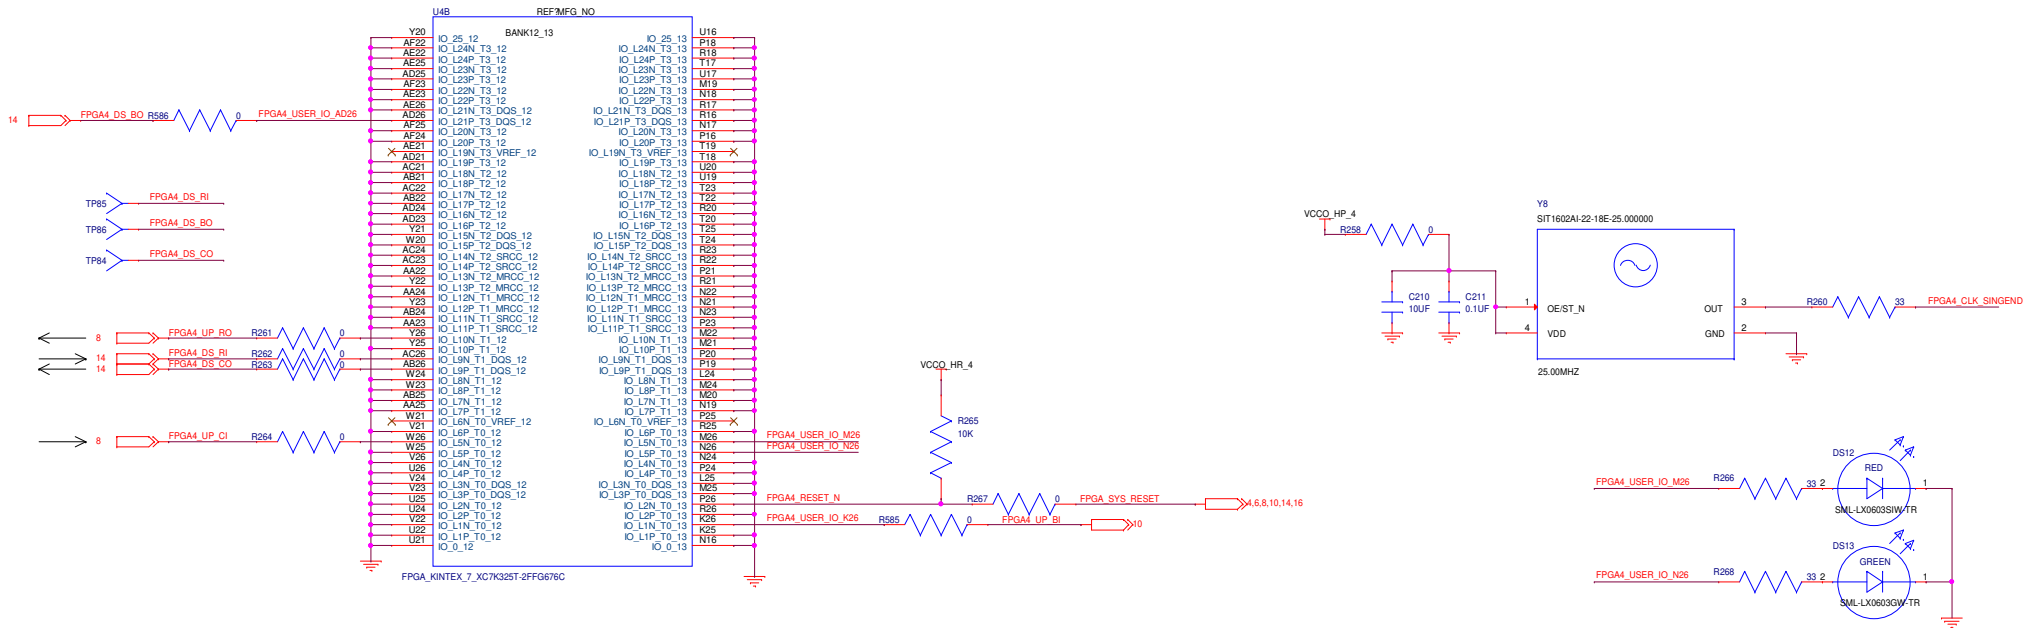 U4B
REF?MFG_NO
BANK12_13
Y20 IO_25_12 IO_25_13 U16
AF22 IO_L24N_T3_12 IO_L24N_T3_13 P18
AE22 IO_L24P_T3_12 IO_L24P_T3_13 R18
AE25 IO_L23N_T3_12 IO_L23N_T3_13 T17
AD25 IO_L23P_T3_12 IO_L23P_T3_13 U17
AF23 IO_L22N_T3_12 IO_L22N_T3_13 M19
AE23 IO_L22P_T3_12 IO_L22P_T3_13 N18
AE26 IO_L21N_T3_DQS_12 IO_L21N_T3_DQS_13 R17
14 FPGA4_DS_BO R586 0 FPGA4_USER_IO_AD26 AD26 IO_L21P_T3_DQS_12 IO_L21P_T3_DQS_13 R16
AF25 IO_L20N_T3_12 IO_L20N_T3_13 N17
AF24 IO_L20P_T3_12 IO_L20P_T3_13 P16
AE21 IO_L19N_T3_VREF_12 IO_L19N_T3_VREF_13 T19
AD21 IO_L19P_T3_12 IO_L19P_T3_13 T18
AC21 IO_L18N_T2_12 IO_L18N_T2_13 U20
AB21 IO_L18P_T2_12 IO_L18P_T2_13 U19
AC22 IO_L17N_T2_12 IO_L17N_T2_13 T23
AB22 IO_L17P_T2_12 IO_L17P_T2_13 T22
AD24 IO_L16N_T2_12 IO_L16N_T2_13 R20
AD23 IO_L16P_T2_12 IO_L16P_T2_13 T20
Y21 IO_L15N_T2_DQS_12 IO_L15N_T2_DQS_13 T25
W20 IO_L15P_T2_DQS_12 IO_L15P_T2_DQS_13 T24
AC24 IO_L14N_T2_SRCC_12 IO_L14N_T2_SRCC_13 R23
AC23 IO_L14P_T2_SRCC_12 IO_L14P_T2_SRCC_13 R22
AA22 IO_L13N_T2_MRCC_12 IO_L13N_T2_MRCC_13 P21
Y22 IO_L13P_T2_MRCC_12 IO_L13P_T2_MRCC_13 R21
AA24 IO_L12N_T1_MRCC_12 IO_L12N_T1_MRCC_13 N22
Y23 IO_L12P_T1_MRCC_12 IO_L12P_T1_MRCC_13 N21
AB24 IO_L11N_T1_SRCC_12 IO_L11N_T1_SRCC_13 N23
AA23 IO_L11P_T1_SRCC_12 IO_L11P_T1_SRCC_13 P23
8 FPGA4_UP_RO R261 0 Y26 IO_L10N_T1_12 IO_L10N_T1_13 M22
Y25 IO_L10P_T1_12 IO_L10P_T1_13 M21
14 FPGA4_DS_RI R262 0 AC26 IO_L9N_T1_DQS_12 IO_L9N_T1_DQS_13 P20
14 FPGA4_DS_CO R263 0 AB26 IO_L9P_T1_DQS_12 IO_L9P_T1_DQS_13 P19
W24 IO_L8N_T1_12 IO_L8N_T1_13 L24
W23 IO_L8P_T1_12 IO_L8P_T1_13 M24
AB25 IO_L7N_T1_12 IO_L7N_T1_13 M20
AA25 IO_L7P_T1_12 IO_L7P_T1_13 N19
W21 IO_L6N_T0_VREF_12 IO_L6N_T0_VREF_13 P25
V21 IO_L6P_T0_12 IO_L6P_T0_13 R25
8 FPGA4_UP_CI R264 0 W26 IO_L5N_T0_12 IO_L5N_T0_13 M26 FPGA4_USER_IO_M26
W25 IO_L5P_T0_12 IO_L5P_T0_13 N26 FPGA4_USER_IO_N26
V26 IO_L4N_T0_12 IO_L4N_T0_13 N24
U26 IO_L4P_T0_12 IO_L4P_T0_13 P24
V24 IO_L3N_T0_DQS_12 IO_L3N_T0_DQS_13 L25
V23 IO_L3P_T0_DQS_12 IO_L3P_T0_DQS_13 M25
U25 IO_L2N_T0_12 IO_L2N_T0_13 P26 FPGA4_RESET_N R267 0 FPGA_SYS_RESET 4,6,8,10,14,16
U24 IO_L2P_T0_12 IO_L2P_T0_13 R26
V22 IO_L1N_T0_12 IO_L1N_T0_13 K26 FPGA4_USER_IO_K26 R585 0 FPGA4_UP_BI 10
U22 IO_L1P_T0_12 IO_L1P_T0_13 K25
U21 IO_0_12 IO_0_13 N16
FPGA_KINTEX_7_XC7K325T-2FFG676C
TP85 FPGA4_DS_RI
TP86 FPGA4_DS_BO
TP84 FPGA4_DS_CO
VCCO_HR_4
R265
10K
VCCO_HP_4
R258 0
C210
10UF
C211
0.1UF
Y8
SIT1602AI-22-18E-25.000000
1 OE/ST_N OUT 3
4 VDD GND 2
25.00MHZ
R260 33 FPGA4_CLK_SINGEND
DS12
RED
FPGA4_USER_IO_M26 R266 33 2 1
SML-LX0603SIW-TR
DS13
GREEN
FPGA4_USER_IO_N26 R268 33 2 1
SML-LX0603GW-TR